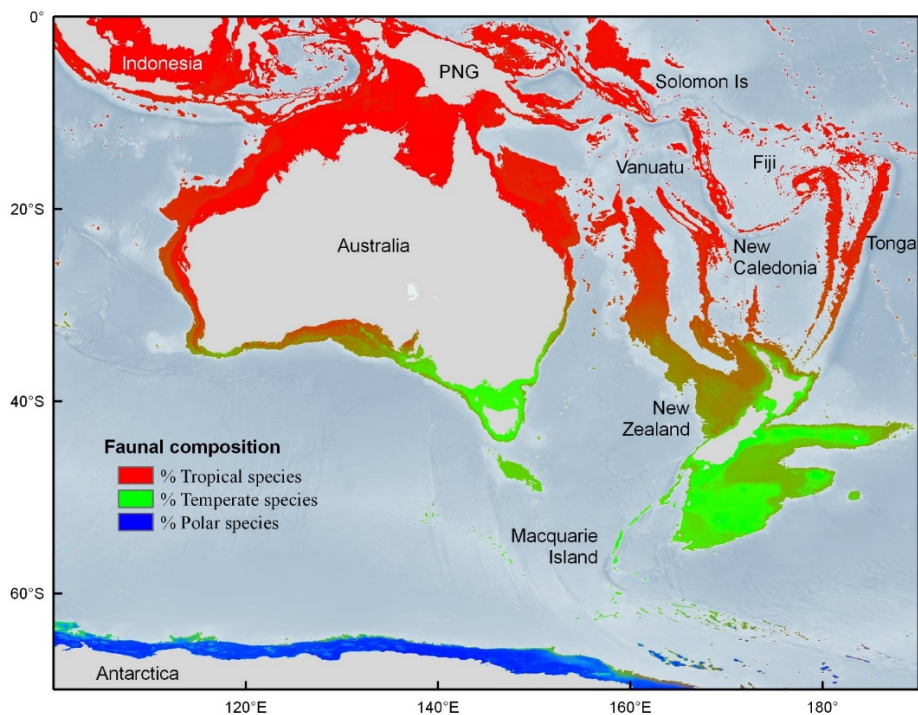 0°
Indonesia
PNG
Solomon Is
Vanuatu
Fiji
20°S
Australia
New
Caledonia
Tonga
40°S
New
Zealand
Faunal composition
% Tropical species
% Temperate species
% Polar species
Macquarie
Island
60°S
Antarctica
120°E
140°E
160°E
180°